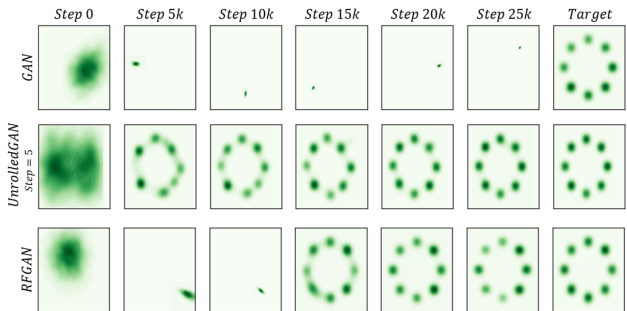 Step 0 Step 5k Step 10k Step 15k Step 20k Step 25k Target
GAN
UnrolledGAN
Step = 5
RFGAN